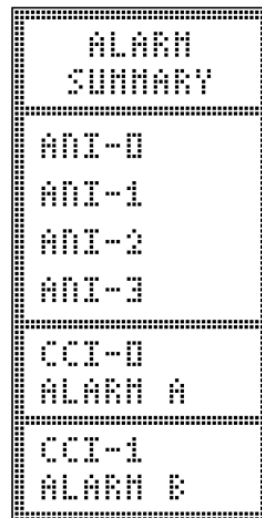 ALARM
SUMMARY
ANI-0
ANI-1
ANI-2
ANI-3
CCI-0
ALARM A
CCI-1
ALARM B